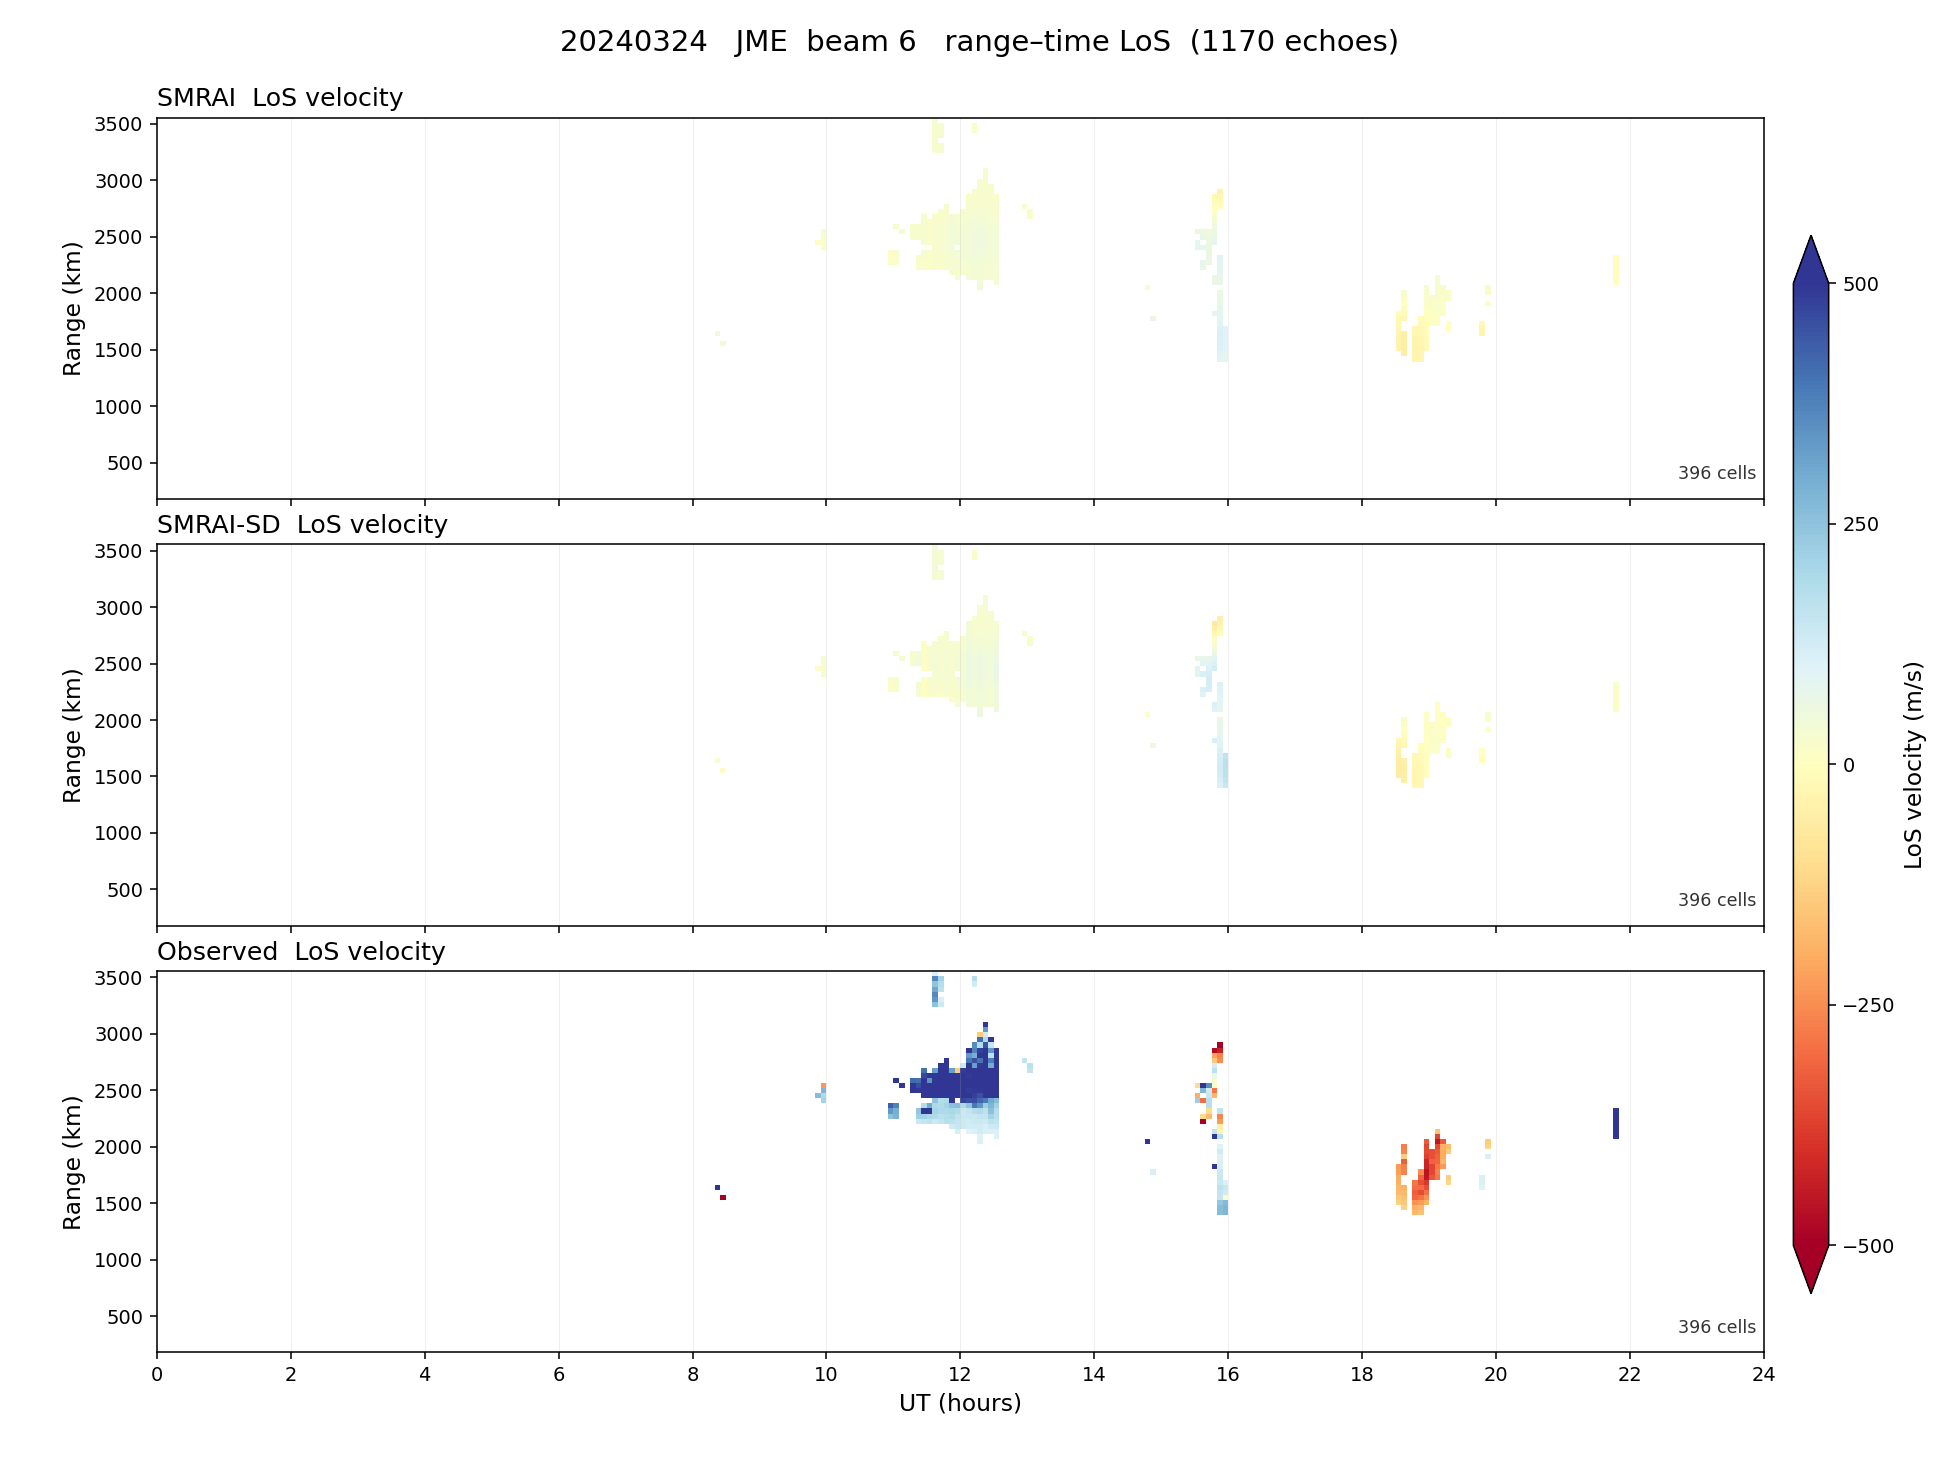 20240324   JME  beam 6   range–time LoS  (1170 echoes)
SMRAI  LoS velocity
3500
3000
2500
2000
1500
1000
500
Range (km)
396 cells
SMRAI-SD  LoS velocity
3500
3000
2500
2000
1500
1000
500
Range (km)
396 cells
Observed  LoS velocity
3500
3000
2500
2000
1500
1000
500
Range (km)
396 cells
0 2 4 6 8 10 12 14 16 18 20 22 24
UT (hours)
500
250
0
−250
−500
LoS velocity (m/s)